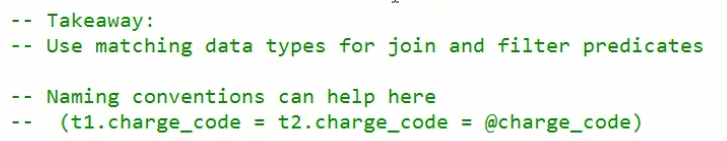 -- Takeaway:
-- Use matching data types for join and filter predicates
-- Naming conventions can help here
--  (t1.charge_code = t2.charge_code = @charge_code)